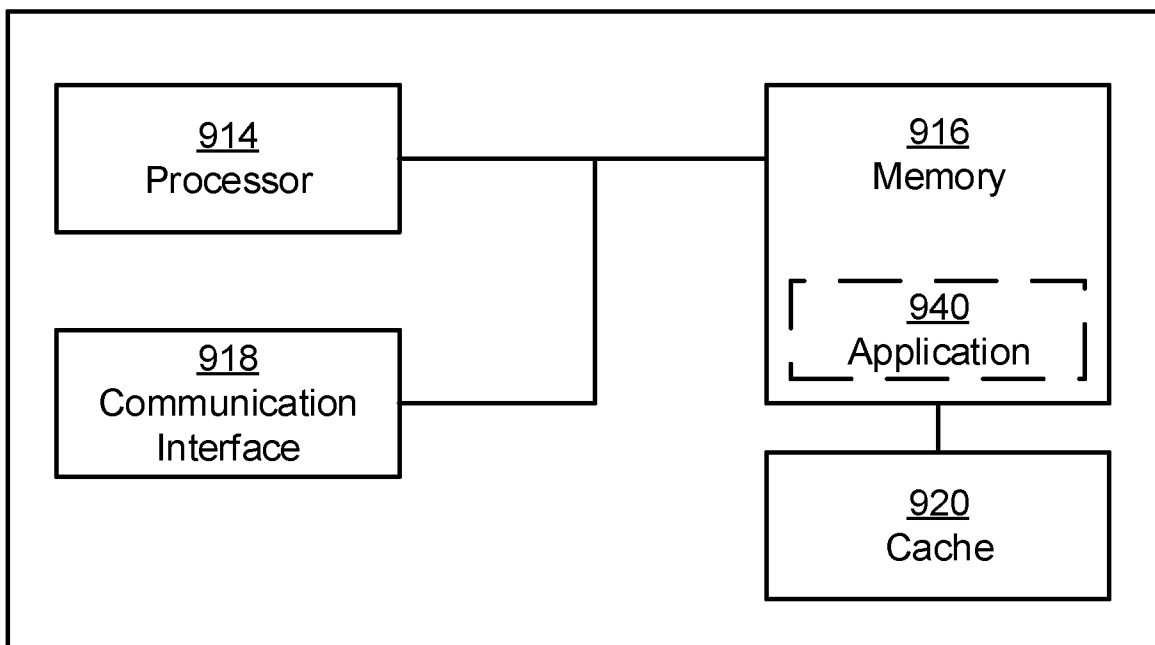 914
Processor
916
Memory
940
Application
918
Communication
Interface
920
Cache